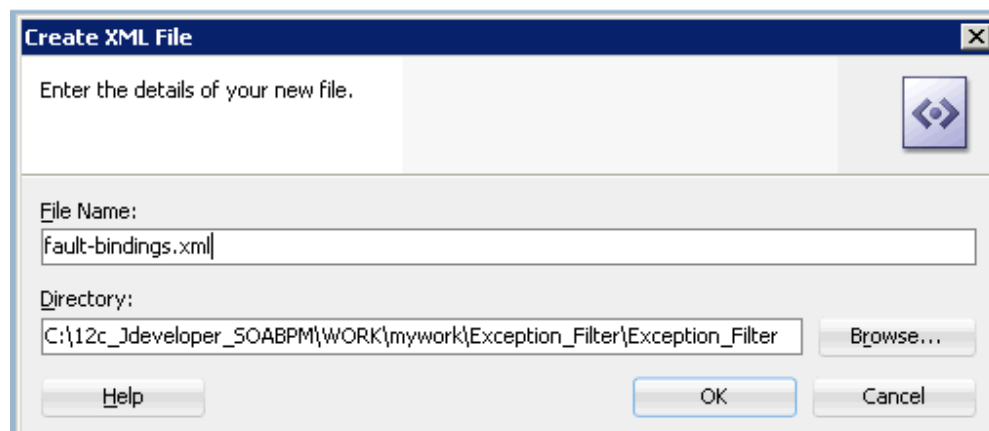 Create XML File
Enter the details of your new file.
File Name:
fault-bindings.xml
Directory:
C:\12c_Jdeveloper_SOABPM\WORK\mywork\Exception_Filter\Exception_Filter
Browse...
Help
OK
Cancel